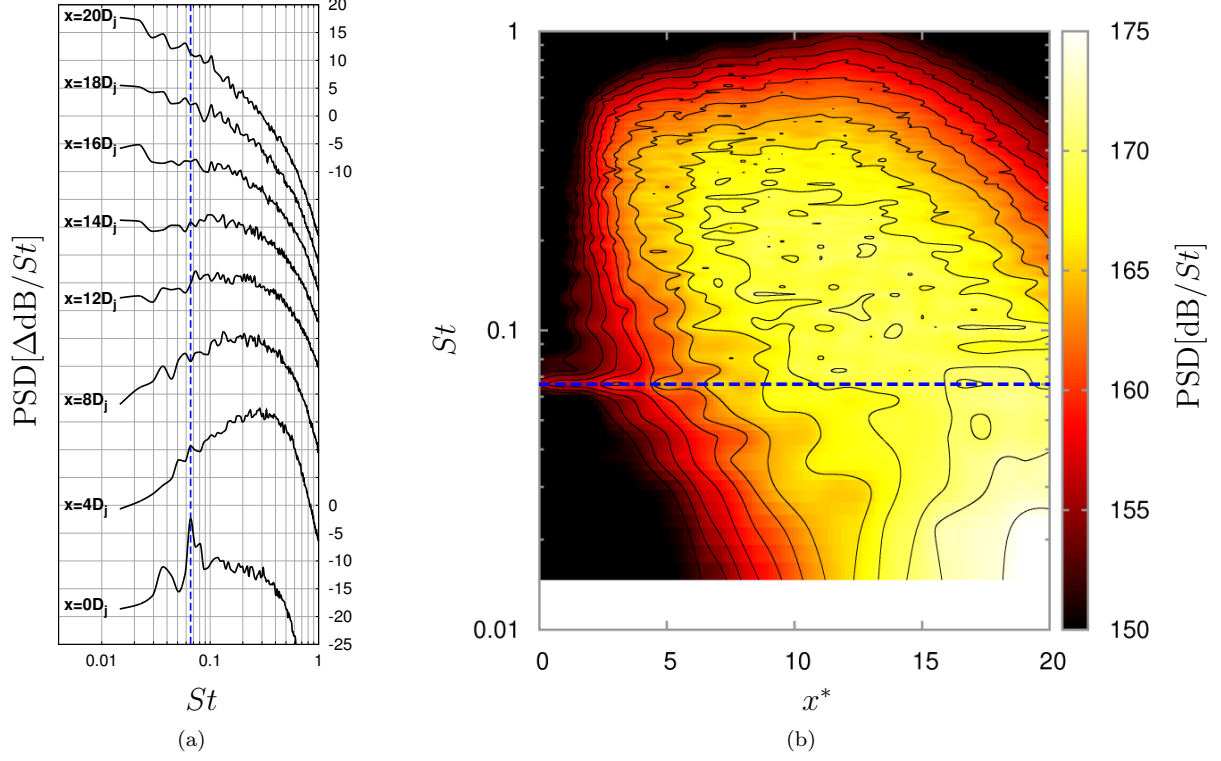 x=20Dj
x=18Dj
x=16Dj
x=14Dj
x=12Dj
x=8Dj
x=4Dj
x=0Dj
20
15
10
5
0
-5
-10
0
-5
-10
-15
-20
-25
0.01
0.1
1
PSD[ΔdB/St]
St
(a)
1
0.1
0.01
St
0
5
10
15
20
x*
175
170
165
160
155
150
PSD[dB/St]
(b)